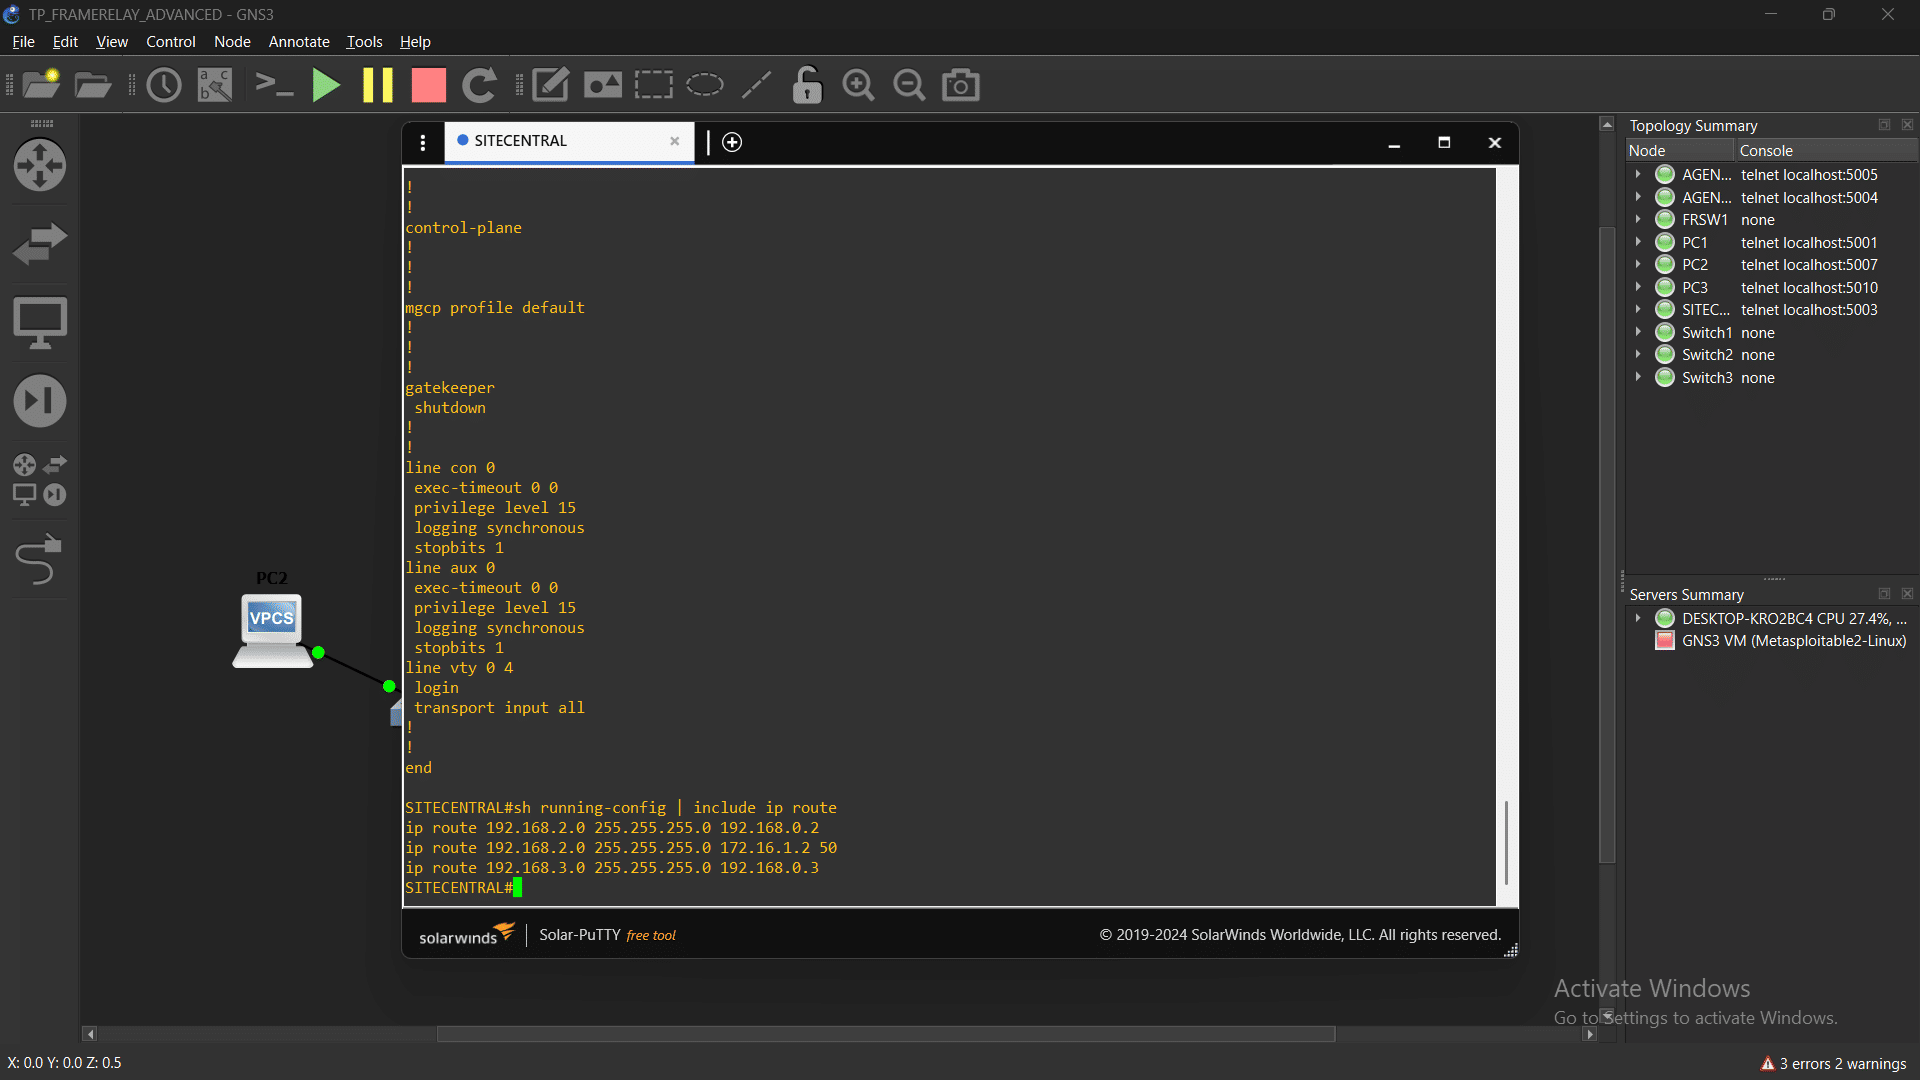 TP_FRAMERELAY_ADVANCED - GNS3
File Edit View Control Node Annotate Tools Help
SITECENTRAL
!
!
control-plane
!
!
!
mgcp profile default
!
!
!
gatekeeper
shutdown
!
!
line con 0
exec-timeout 0 0
privilege level 15
logging synchronous
stopbits 1
line aux 0
exec-timeout 0 0
privilege level 15
logging synchronous
stopbits 1
line vty 0 4
login
transport input all
!
!
end
SITECENTRAL#sh running-config | include ip route
ip route 192.168.2.0 255.255.255.0 192.168.0.2
ip route 192.168.2.0 255.255.255.0 172.16.1.2 50
ip route 192.168.3.0 255.255.255.0 192.168.0.3
SITECENTRAL#
solarwinds
Solar-PuTTY free tool
© 2019-2024 SolarWinds Worldwide, LLC. All rights reserved.
PC2
VPCS
Topology Summary
Node Console
AGEN... telnet localhost:5005
AGEN... telnet localhost:5004
FRSW1 none
PC1 telnet localhost:5001
PC2 telnet localhost:5007
PC3 telnet localhost:5010
SITEC... telnet localhost:5003
Switch1 none
Switch2 none
Switch3 none
Servers Summary
DESKTOP-KRO2BC4 CPU 27.4%, ...
GNS3 VM (Metasploitable2-Linux)
Activate Windows
Go to Settings to activate Windows.
X: 0.0 Y: 0.0 Z: 0.5
3 errors 2 warnings